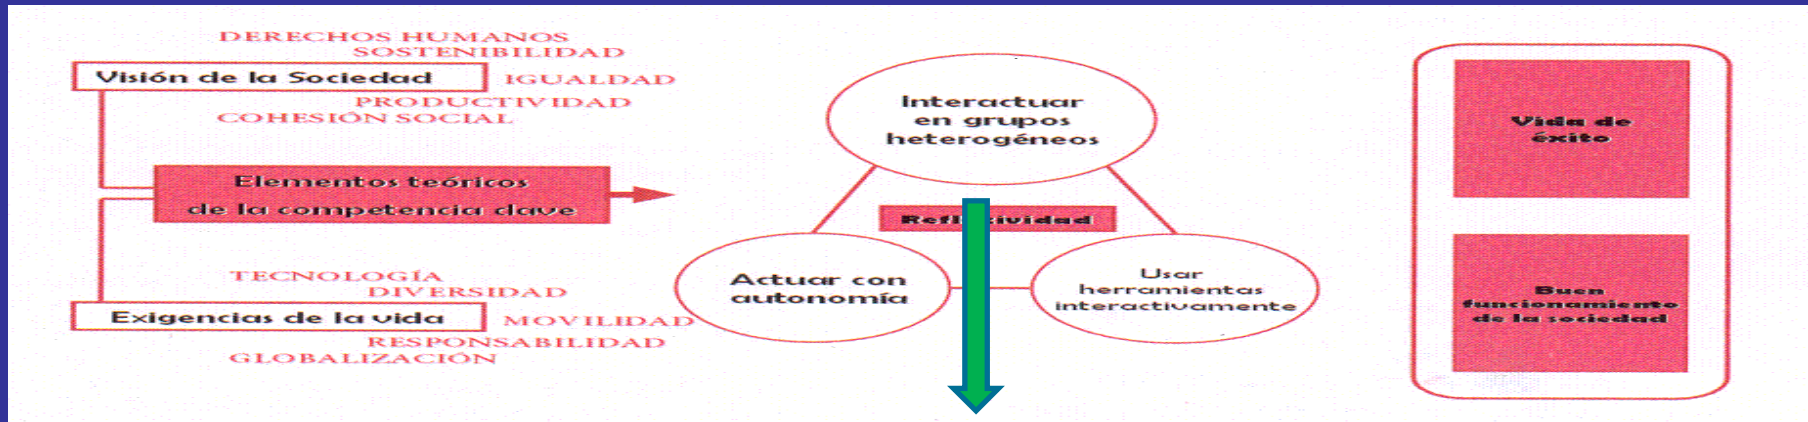 DERECHOS HUMANOS
SOSTENIBILIDAD
Visión de la Sociedad
IGUALDAD
PRODUCTIVIDAD
COHESIÓN SOCIAL
Elementos teóricos
de la competencia clave
TECNOLOGÍA
DIVERSIDAD
Exigencias de la vida
MOVILIDAD
RESPONSABILIDAD
GLOBALIZACIÓN
Interactuar
en grupos
heterogéneos
Actuar con
autonomía
Usar
herramientas
interactivamente
Vida de
éxito
Buen
funcionamiento
de la sociedad